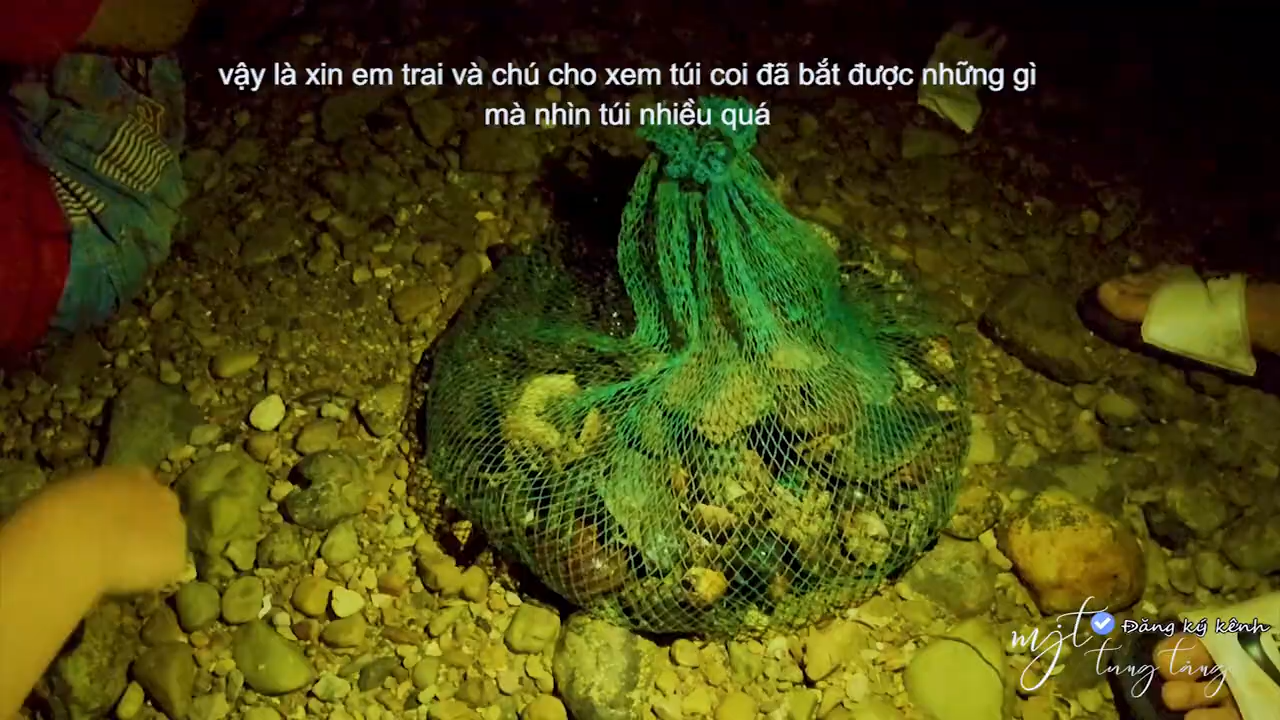 vậy là xin em trai và chú cho xem túi coi đã bắt được những gì
mà nhìn túi nhiều quá
mjt Đăng ký kênh
tung tăng